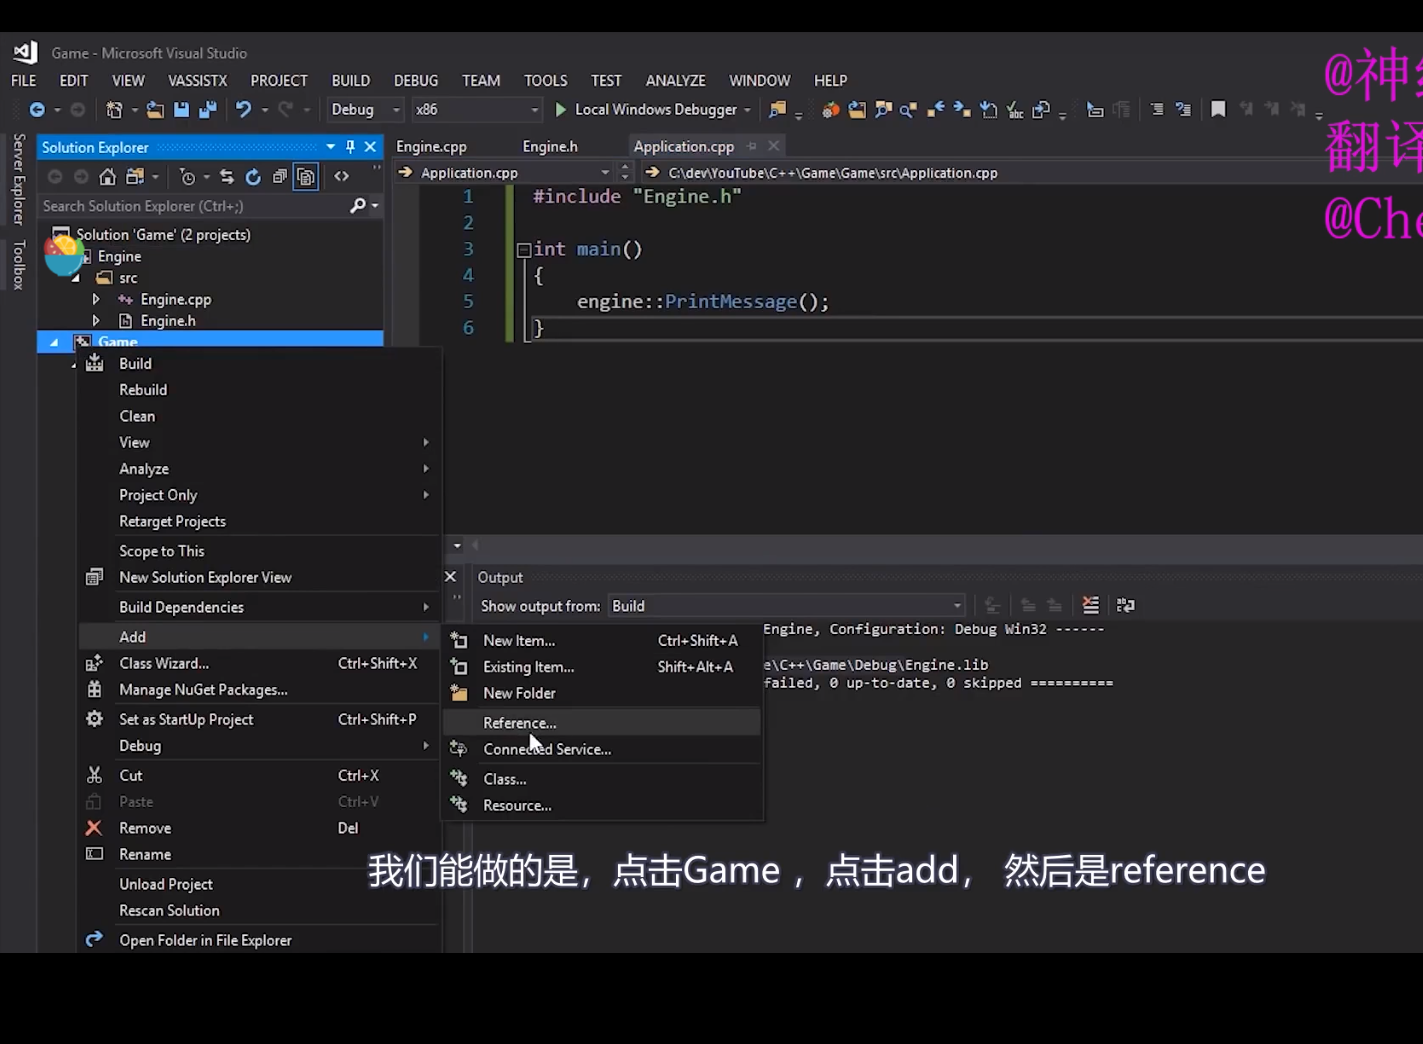 Game - Microsoft Visual Studio
FILE EDIT VIEW VASSISTX PROJECT BUILD DEBUG TEAM TOOLS TEST ANALYZE WINDOW HELP
Debug x86 Local Windows Debugger
@神
翻译
@Che
Server Explorer
Toolbox
Solution Explorer
Search Solution Explorer (Ctrl+;)
Solution 'Game' (2 projects)
Engine
src
Engine.cpp
Engine.h
Game
Engine.cpp Engine.h Application.cpp
Application.cpp C:\dev\YouTube\C++\Game\Game\src\Application.cpp
1 #include "Engine.h"
2
3 int main()
4 {
5 engine::PrintMessage();
6 }
Build
Rebuild
Clean
View
Analyze
Project Only
Retarget Projects
Scope to This
New Solution Explorer View
Build Dependencies
Add
Class Wizard... Ctrl+Shift+X
Manage NuGet Packages...
Set as StartUp Project Ctrl+Shift+P
Debug
Cut Ctrl+X
Paste Ctrl+V
Remove Del
Rename
Unload Project
Rescan Solution
Open Folder in File Explorer
New Item... Ctrl+Shift+A
Existing Item... Shift+Alt+A
New Folder
Reference...
Connected Service...
Class...
Resource...
Output
Show output from: Build
Engine, Configuration: Debug Win32 ------
e\C++\Game\Debug\Engine.lib
failed, 0 up-to-date, 0 skipped ==========
我们能做的是，点击Game ，点击add， 然后是reference